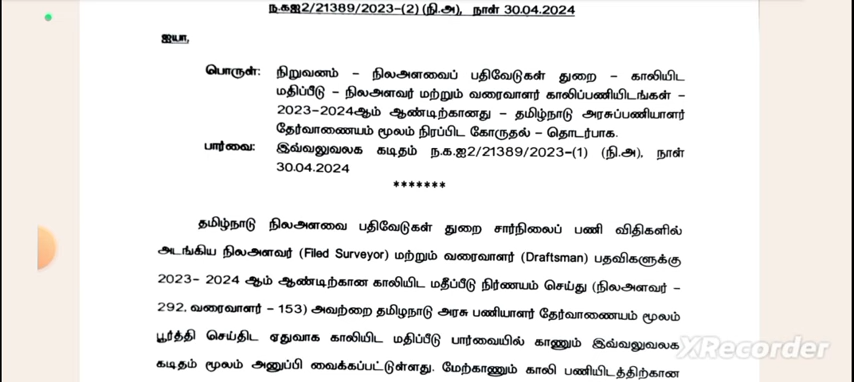 ந.க.ஐ2/21389/2023-(2) (நி.அ), நாள் 30.04.2024
ஐயா,
பொருள்: நிறுவனம் – நிலஅளவைப் பதிவேடுகள் துறை – காலியிட
மதிப்பீடு – நிலஅளவர் மற்றும் வரைவாளர் காலிப்பணியிடங்கள் –
2023-2024ஆம் ஆண்டிற்கானது – தமிழ்நாடு அரசுப்பணியாளர்
தேர்வாணையம் மூலம் நிரப்பிட கோருதல் – தொடர்பாக.
பார்வை: இவ்வலுவலக கடிதம் ந.க.ஐ2/21389/2023-(1) (நி.அ), நாள்
30.04.2024
*******
தமிழ்நாடு நிலஅளவை பதிவேடுகள் துறை சார்நிலைப் பணி விதிகளில்
அடங்கிய நிலஅளவர் (Filed Surveyor) மற்றும் வரைவாளர் (Draftsman) பதவிகளுக்கு
2023- 2024 ஆம் ஆண்டிற்கான காலியிட மதீப்பீடு நிர்ணயம் செய்து (நிலஅளவர் –
292, வரைவாளர் – 153) அவற்றை தமிழ்நாடு அரசு பணியாளர் தேர்வாணையம் மூலம்
பூர்த்தி செய்திட ஏதுவாக காலியிட மதிப்பீடு பார்வையில் காணும் இவ்வலுவலக
கடிதம் மூலம் அனுப்பி வைக்கப்பட்டுள்ளது. மேற்காணும் காலி பணியிடத்திற்கான
XRecorder